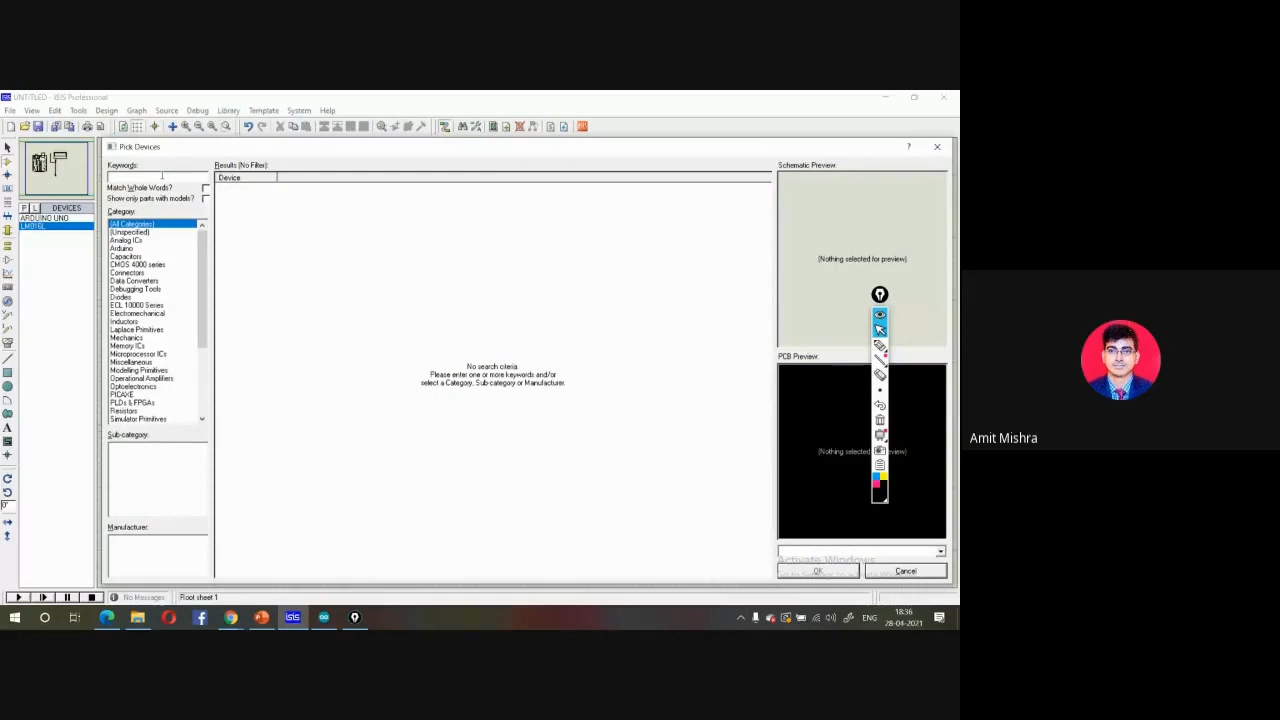 UNTITLED - ISIS Professional
File View Edit Tools Design Graph Source Debug Library Template System Help
Pick Devices
Keywords:
Match Whole Words?
Show only parts with models?
Category:
(All Categories)
(Unspecified)
Analog ICs
Arduino
Capacitors
CMOS 4000 series
Connectors
Data Converters
Debugging Tools
Diodes
ECL 10000 Series
Electromechanical
Inductors
Laplace Primitives
Mechanics
Memory ICs
Microprocessor ICs
Miscellaneous
Modelling Primitives
Operational Amplifiers
Optoelectronics
PICAXE
PLDs & FPGAs
Resistors
Simulator Primitives
Sub-category:
Manufacturer:
P L DEVICES
ARDUINO UNO
LM016L
Results (No Filter):
Device
No search criteria.
Please enter one or more keywords and/or
select a Category, Sub-category or Manufacturer.
Schematic Preview:
(Nothing selected for preview)
PCB Preview:
(Nothing selected
eview)
Activate Windows
OK
Cancel
No Messages
Root sheet 1
ENG
18:36
28-04-2021
Amit Mishra